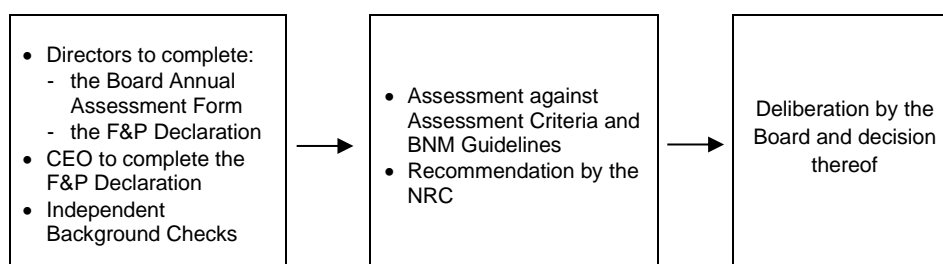 • Directors to complete:
- the Board Annual
Assessment Form
- the F&P Declaration
• CEO to complete the
F&P Declaration
• Independent
Background Checks
• Assessment against
Assessment Criteria and
BNM Guidelines
• Recommendation by the
NRC
Deliberation by the
Board and decision
thereof